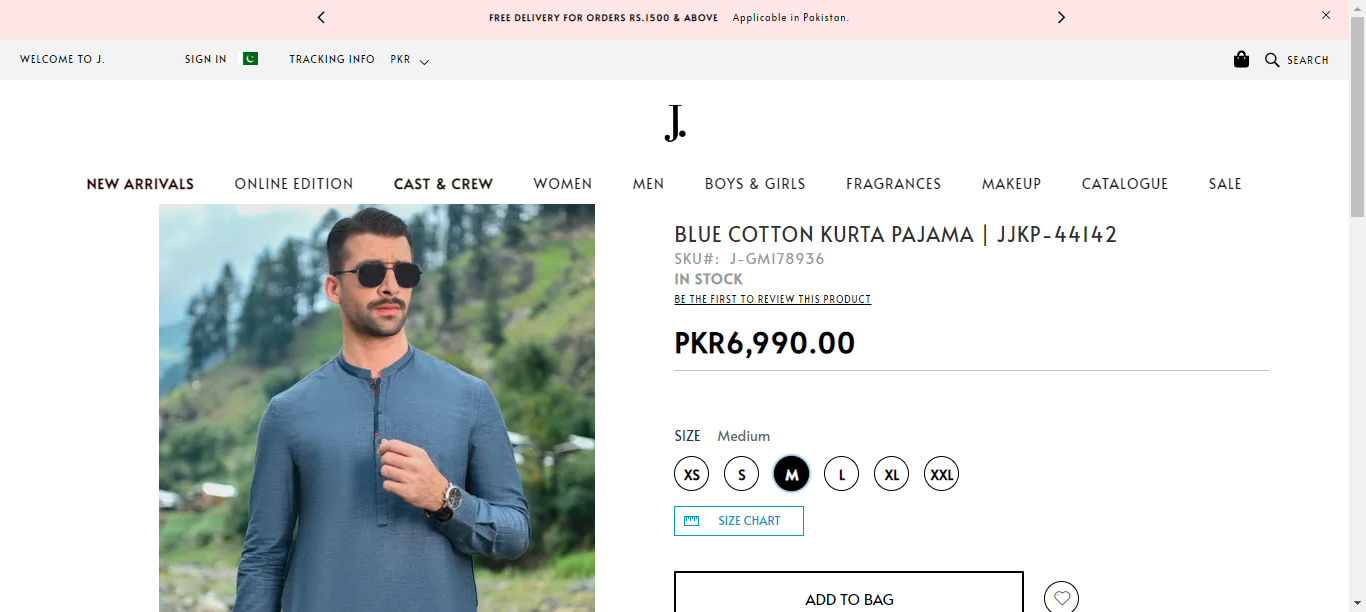 FREE DELIVERY FOR ORDERS RS.1500 & ABOVE Applicable in Pakistan.
WELCOME TO J. SIGN IN TRACKING INFO PKR SEARCH
J.
NEW ARRIVALS ONLINE EDITION CAST & CREW WOMEN MEN BOYS & GIRLS FRAGRANCES MAKEUP CATALOGUE SALE
BLUE COTTON KURTA PAJAMA | JJKP-44142
SKU#: J-GM178936
IN STOCK
BE THE FIRST TO REVIEW THIS PRODUCT
PKR6,990.00
SIZE Medium
XS S M L XL XXL
SIZE CHART
ADD TO BAG